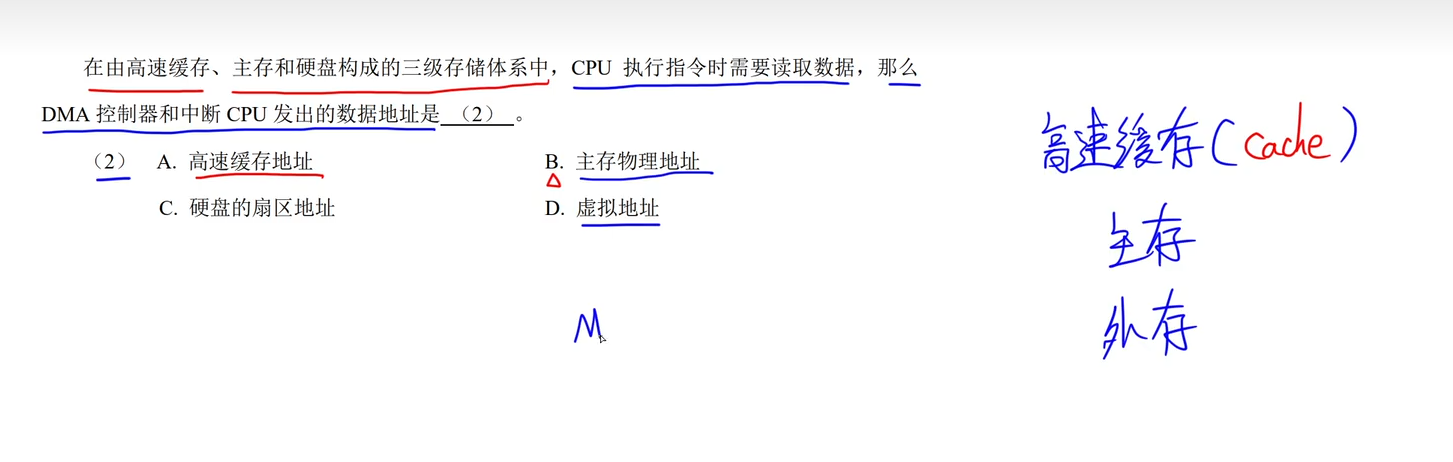 在由高速缓存、主存和硬盘构成的三级存储体系中，CPU 执行指令时需要读取数据，那么
DMA 控制器和中断 CPU 发出的数据地址是 （2） 。
（2） A. 高速缓存地址 B. 主存物理地址
C. 硬盘的扇区地址 D. 虚拟地址
高速缓存(cache)
主存
外存
M